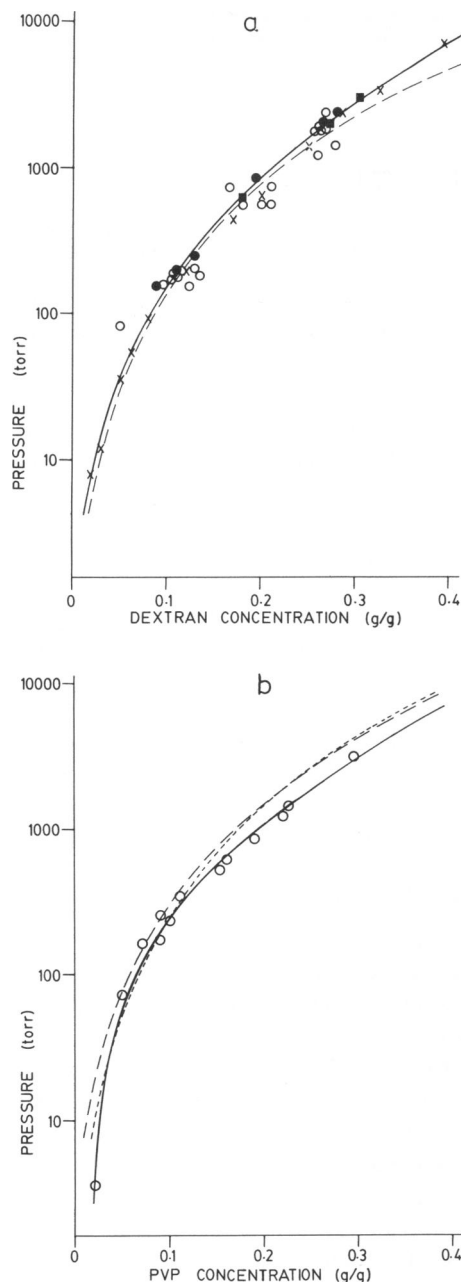 a
10000
1000
100
10
PRESSURE (torr)
0 0.1 0.2 0.3 0.4
DEXTRAN CONCENTRATION (g/g)
b
10000
1000
100
10
PRESSURE (torr)
0 0.1 0.2 0.3 0.4
PVP CONCENTRATION (g/g)